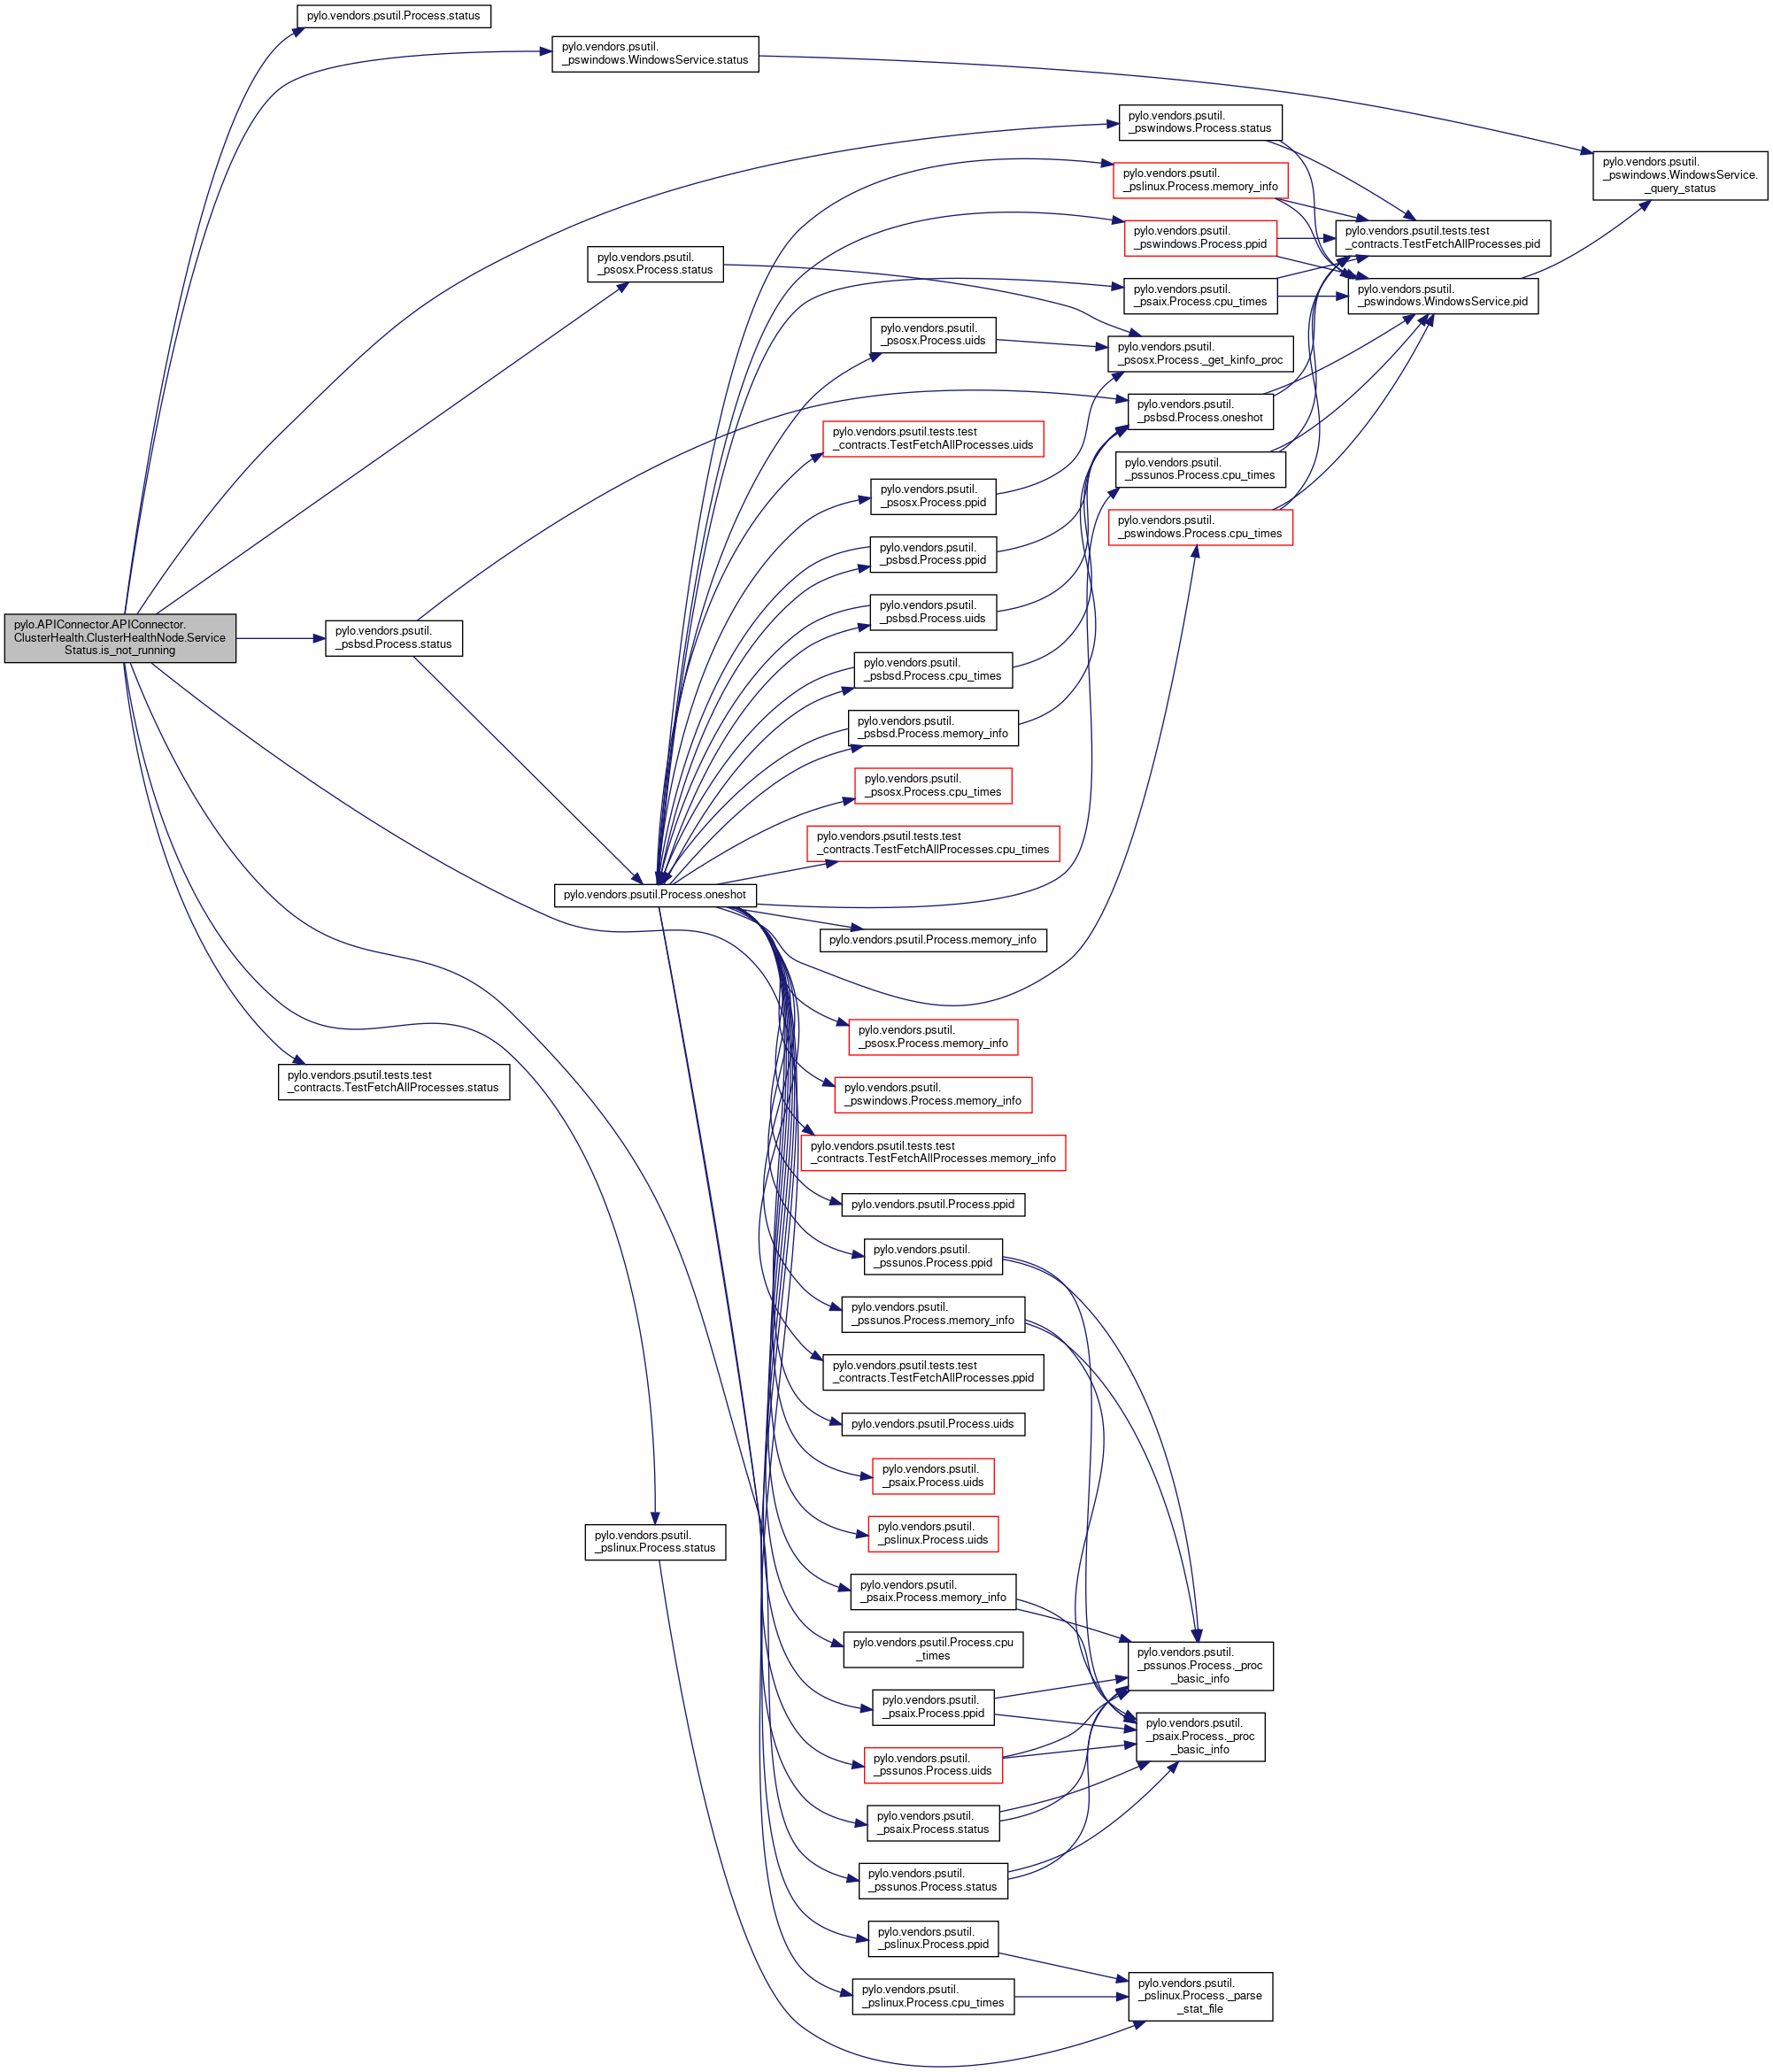 pylo.vendors.psutil.Process.status
pylo.vendors.psutil.
_pswindows.WindowsService.status
pylo.vendors.psutil.
_pswindows.Process.status
pylo.vendors.psutil.
_pswindows.WindowsService.
_query_status
pylo.vendors.psutil.
_pslinux.Process.memory_info
pylo.vendors.psutil.
_pswindows.Process.ppid
pylo.vendors.psutil.tests.test
_contracts.TestFetchAllProcesses.pid
pylo.vendors.psutil.
_psosx.Process.status
pylo.vendors.psutil.
_psaix.Process.cpu_times
pylo.vendors.psutil.
_pswindows.WindowsService.pid
pylo.vendors.psutil.
_psosx.Process.uids
pylo.vendors.psutil.
_psosx.Process._get_kinfo_proc
pylo.vendors.psutil.
_psbsd.Process.oneshot
pylo.vendors.psutil.tests.test
_contracts.TestFetchAllProcesses.uids
pylo.vendors.psutil.
_pssunos.Process.cpu_times
pylo.vendors.psutil.
_psosx.Process.ppid
pylo.vendors.psutil.
_pswindows.Process.cpu_times
pylo.vendors.psutil.
_psbsd.Process.ppid
pylo.vendors.psutil.
_psbsd.Process.uids
pylo.APIConnector.APIConnector.
ClusterHealth.ClusterHealthNode.Service
Status.is_not_running
pylo.vendors.psutil.
_psbsd.Process.status
pylo.vendors.psutil.
_psbsd.Process.cpu_times
pylo.vendors.psutil.
_psbsd.Process.memory_info
pylo.vendors.psutil.
_psosx.Process.cpu_times
pylo.vendors.psutil.tests.test
_contracts.TestFetchAllProcesses.cpu_times
pylo.vendors.psutil.Process.oneshot
pylo.vendors.psutil.Process.memory_info
pylo.vendors.psutil.
_psosx.Process.memory_info
pylo.vendors.psutil.tests.test
_contracts.TestFetchAllProcesses.status
pylo.vendors.psutil.
_pswindows.Process.memory_info
pylo.vendors.psutil.tests.test
_contracts.TestFetchAllProcesses.memory_info
pylo.vendors.psutil.Process.ppid
pylo.vendors.psutil.
_pssunos.Process.ppid
pylo.vendors.psutil.
_pssunos.Process.memory_info
pylo.vendors.psutil.tests.test
_contracts.TestFetchAllProcesses.ppid
pylo.vendors.psutil.Process.uids
pylo.vendors.psutil.
_psaix.Process.uids
pylo.vendors.psutil.
_pslinux.Process.uids
pylo.vendors.psutil.
_pslinux.Process.status
pylo.vendors.psutil.
_psaix.Process.memory_info
pylo.vendors.psutil.Process.cpu
_times
pylo.vendors.psutil.
_pssunos.Process._proc
_basic_info
pylo.vendors.psutil.
_psaix.Process.ppid
pylo.vendors.psutil.
_psaix.Process._proc
_basic_info
pylo.vendors.psutil.
_pssunos.Process.uids
pylo.vendors.psutil.
_psaix.Process.status
pylo.vendors.psutil.
_pssunos.Process.status
pylo.vendors.psutil.
_pslinux.Process.ppid
pylo.vendors.psutil.
_pslinux.Process.cpu_times
pylo.vendors.psutil.
_pslinux.Process._parse
_stat_file